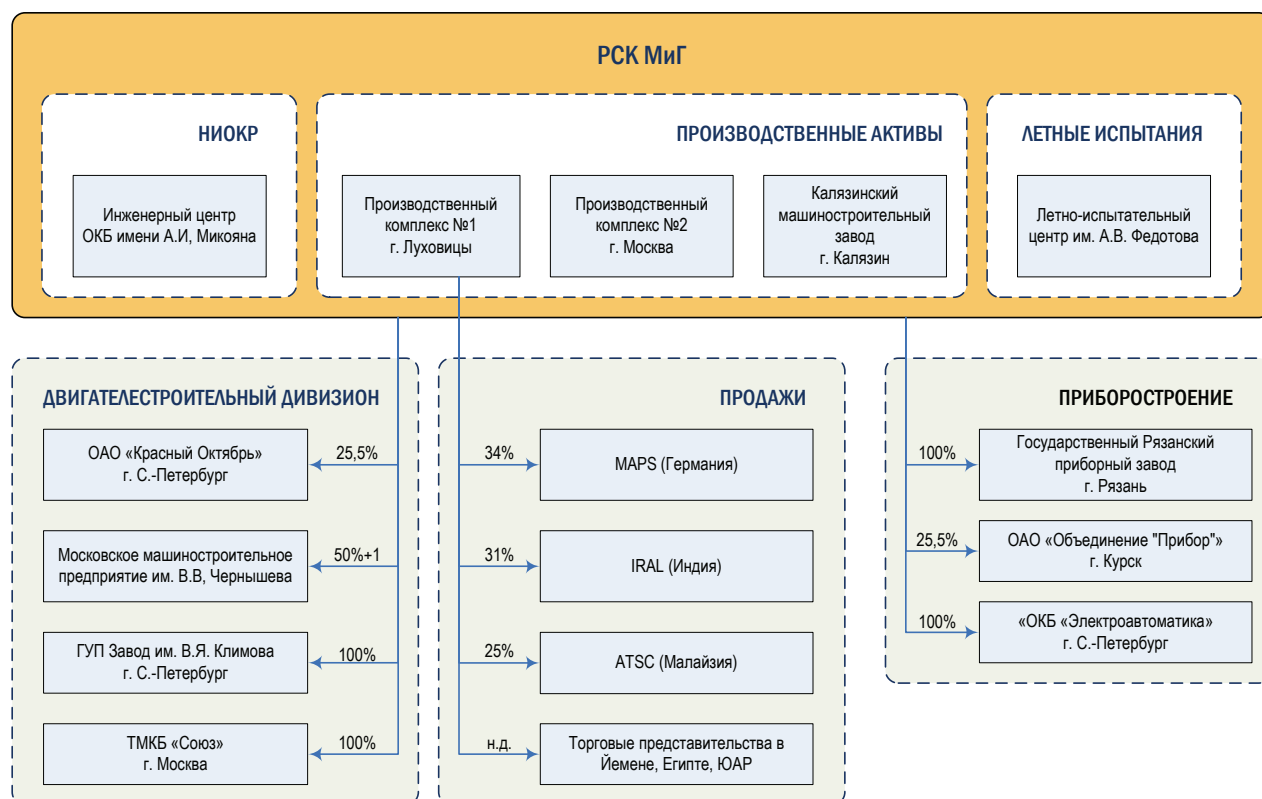 РСК МиГ
НИОКР
Инженерный центр
ОКБ имени А.И, Микояна
ПРОИЗВОДСТВЕННЫЕ АКТИВЫ
Производственный
комплекс №1
г. Луховицы
Производственный
комплекс №2
г. Москва
Калязинский
машиностроительный
завод
г. Калязин
ЛЕТНЫЕ ИСПЫТАНИЯ
Летно-испытательный
центр им. А.В. Федотова
ДВИГАТЕЛЕСТРОИТЕЛЬНЫЙ ДИВИЗИОН
ОАО «Красный Октябрь»
г. С.-Петербург
25,5%
Московское машиностроительное
предприятие им. В.В, Чернышева
50%+1
ГУП Завод им. В.Я. Климова
г. С.-Петербург
100%
ТМКБ «Союз»
г. Москва
100%
ПРОДАЖИ
34%
MAPS (Германия)
31%
IRAL (Индия)
25%
ATSC (Малайзия)
н.д.
Торговые представительства в
Йемене, Египте, ЮАР
ПРИБОРОСТРОЕНИЕ
100%
Государственный Рязанский
приборный завод
г. Рязань
25,5%
ОАО «Объединение "Прибор"»
г. Курск
100%
«ОКБ «Электроавтоматика»
г. С.-Петербург